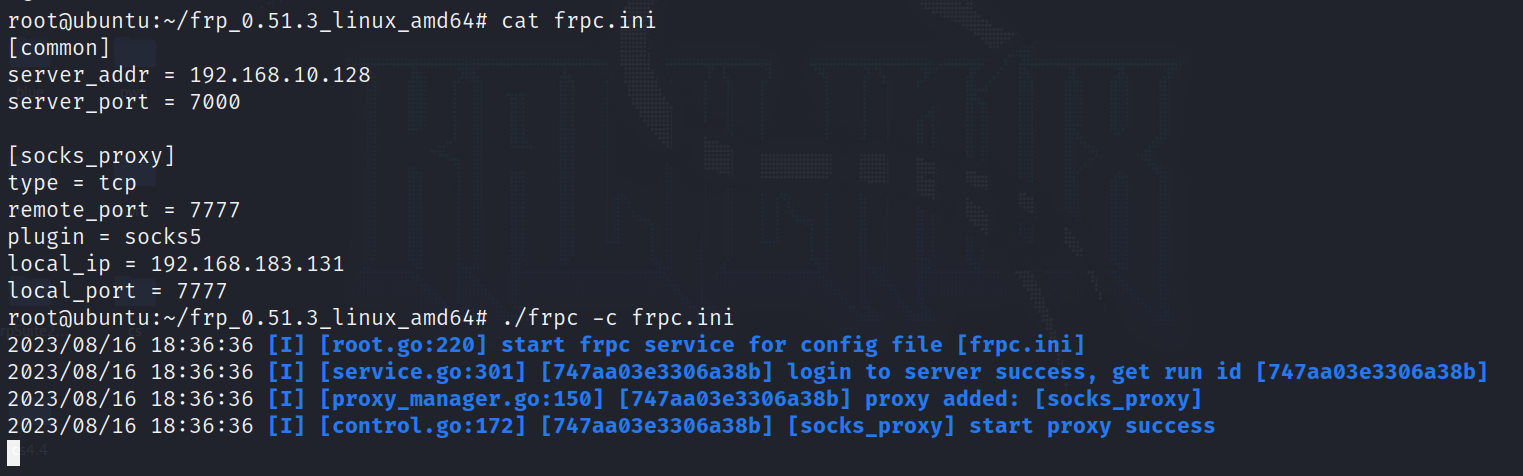 root@ubuntu:~/frp_0.51.3_linux_amd64# cat frpc.ini
[common]
server_addr = 192.168.10.128
server_port = 7000
[socks_proxy]
type = tcp
remote_port = 7777
plugin = socks5
local_ip = 192.168.183.131
local_port = 7777
root@ubuntu:~/frp_0.51.3_linux_amd64# ./frpc -c frpc.ini
2023/08/16 18:36:36 [I] [root.go:220] start frpc service for config file [frpc.ini]
2023/08/16 18:36:36 [I] [service.go:301] [747aa03e3306a38b] login to server success, get run id [747aa03e3306a38b]
2023/08/16 18:36:36 [I] [proxy_manager.go:150] [747aa03e3306a38b] proxy added: [socks_proxy]
2023/08/16 18:36:36 [I] [control.go:172] [747aa03e3306a38b] [socks_proxy] start proxy success